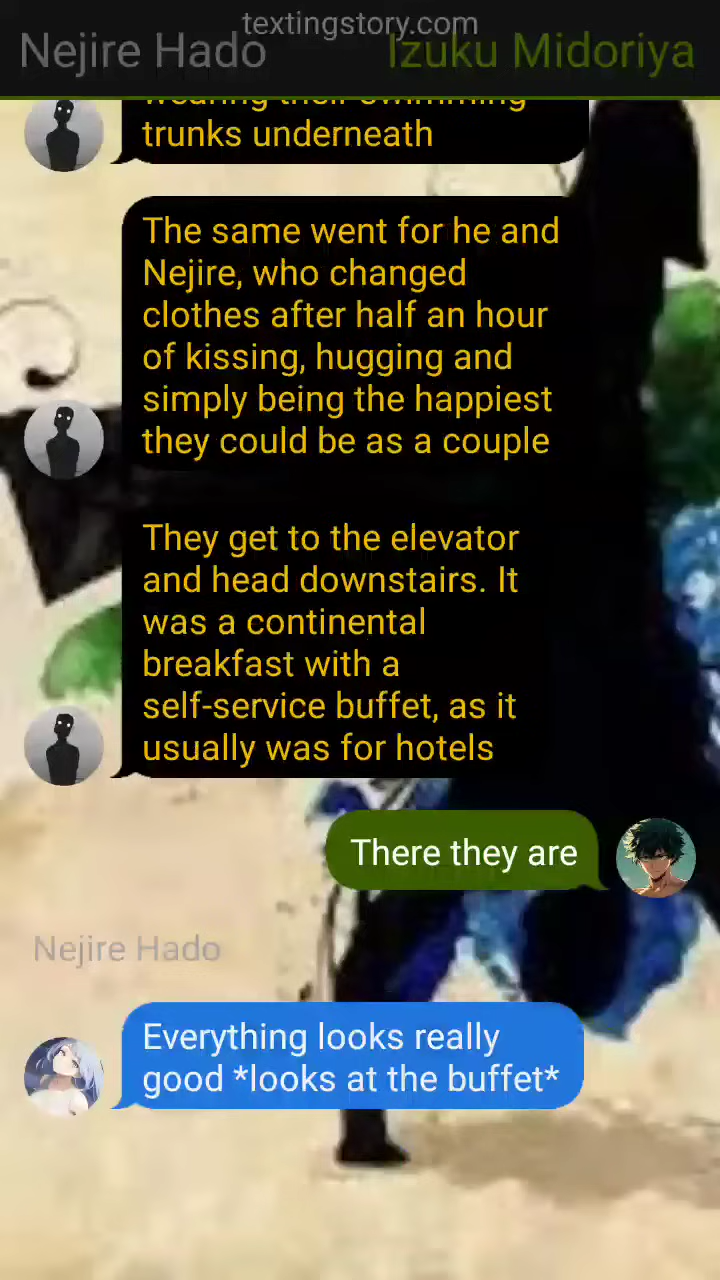 textingstory.com
Nejire Hado
Izuku Midoriya
wearing their swimming
trunks underneath
The same went for he and
Nejire, who changed
clothes after half an hour
of kissing, hugging and
simply being the happiest
they could be as a couple
They get to the elevator
and head downstairs. It
was a continental
breakfast with a
self-service buffet, as it
usually was for hotels
There they are
Nejire Hado
Everything looks really
good *looks at the buffet*